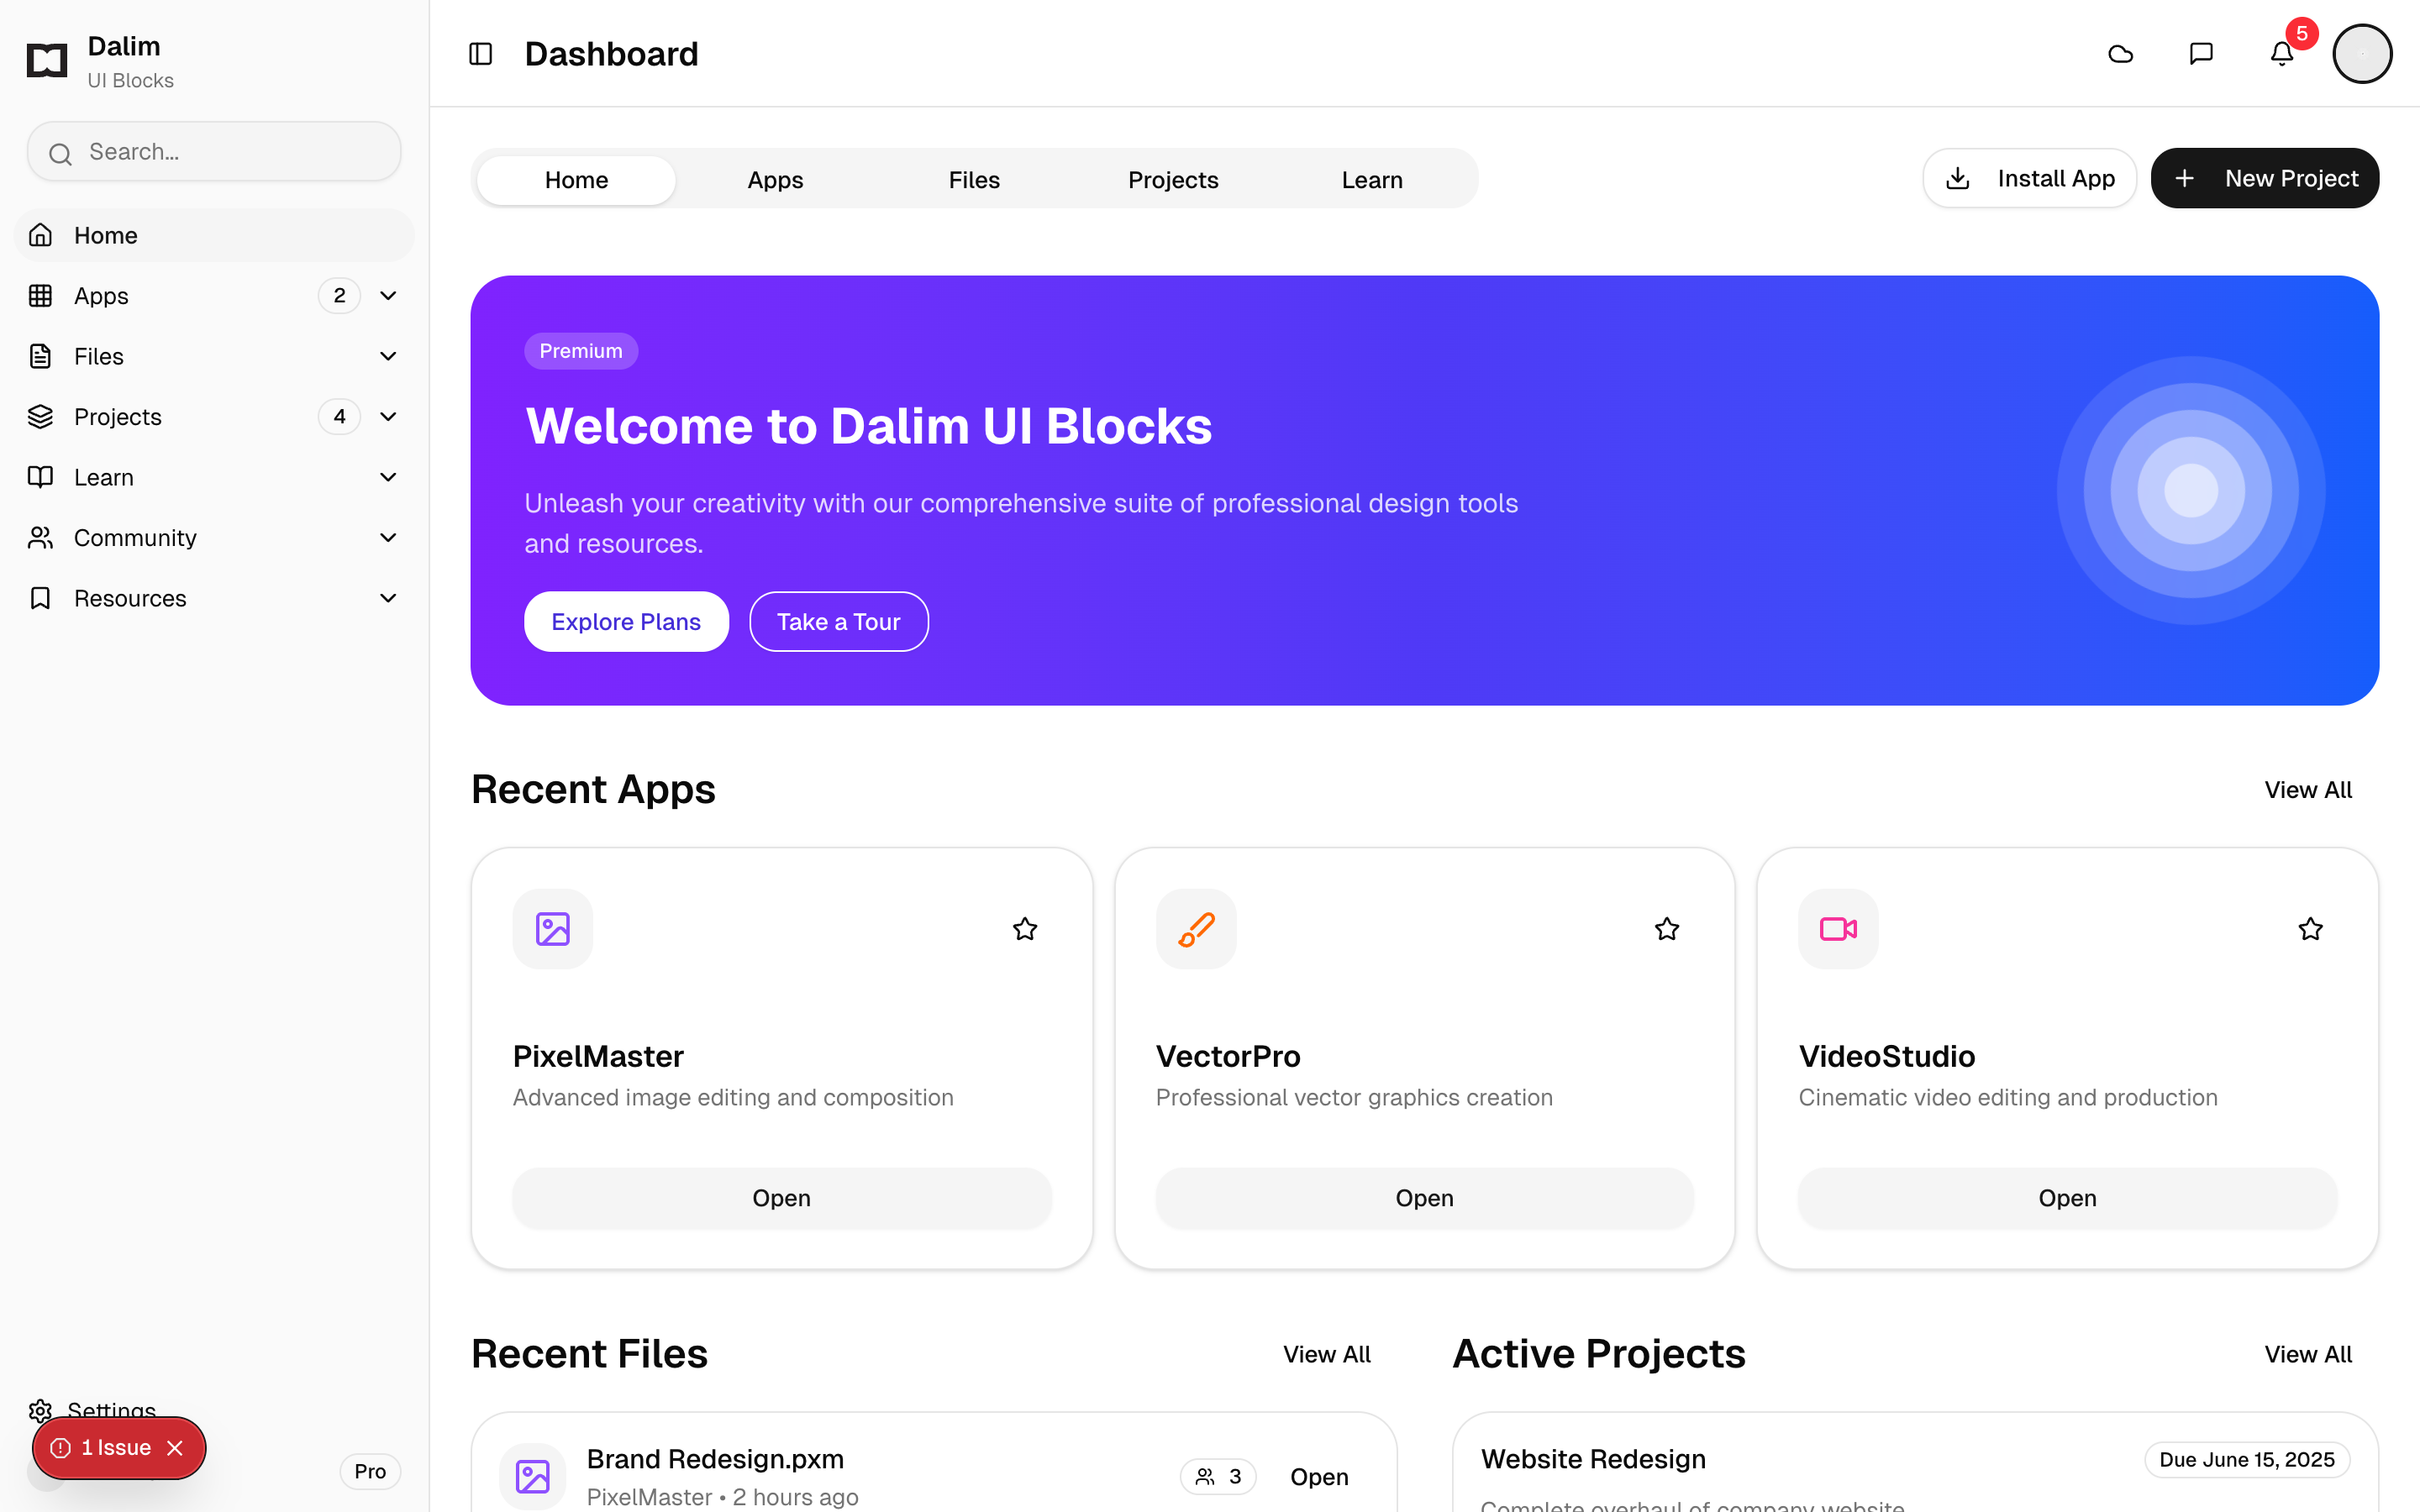 Dalim
UI Blocks
Search...
Home
Apps
2
Files
Projects
4
Learn
Community
Resources
Settings
1 Issue
Pro
Dashboard
5
Home
Apps
Files
Projects
Learn
Install App
New Project
Premium
Welcome to Dalim UI Blocks
Unleash your creativity with our comprehensive suite of professional design tools
and resources.
Explore Plans
Take a Tour
Recent Apps
View All
PixelMaster
Advanced image editing and composition
Open
VectorPro
Professional vector graphics creation
Open
VideoStudio
Cinematic video editing and production
Open
Recent Files
View All
Brand Redesign.pxm
PixelMaster • 2 hours ago
3
Open
Active Projects
View All
Website Redesign
Due June 15, 2025
Complete overhaul of company website